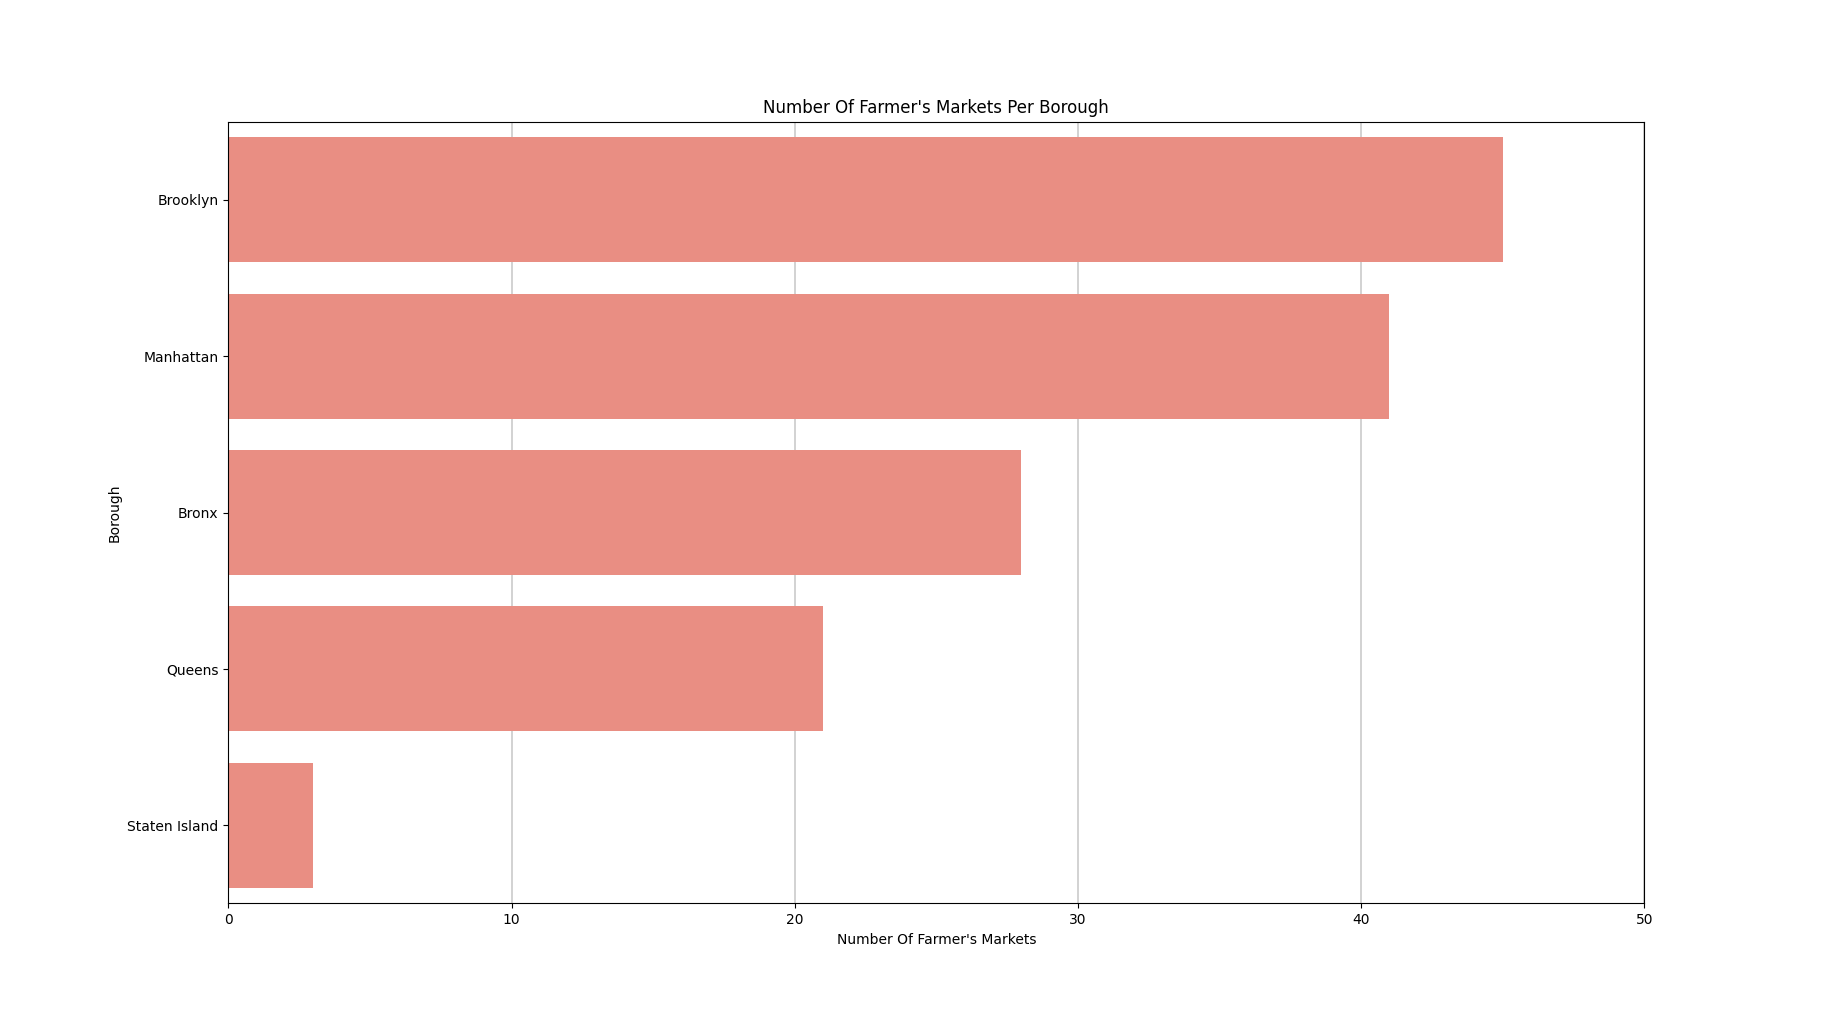 Number Of Farmer's Markets Per Borough
Borough
Brooklyn
Manhattan
Bronx
Queens
Staten Island
0 10 20 30 40 50
Number Of Farmer's Markets